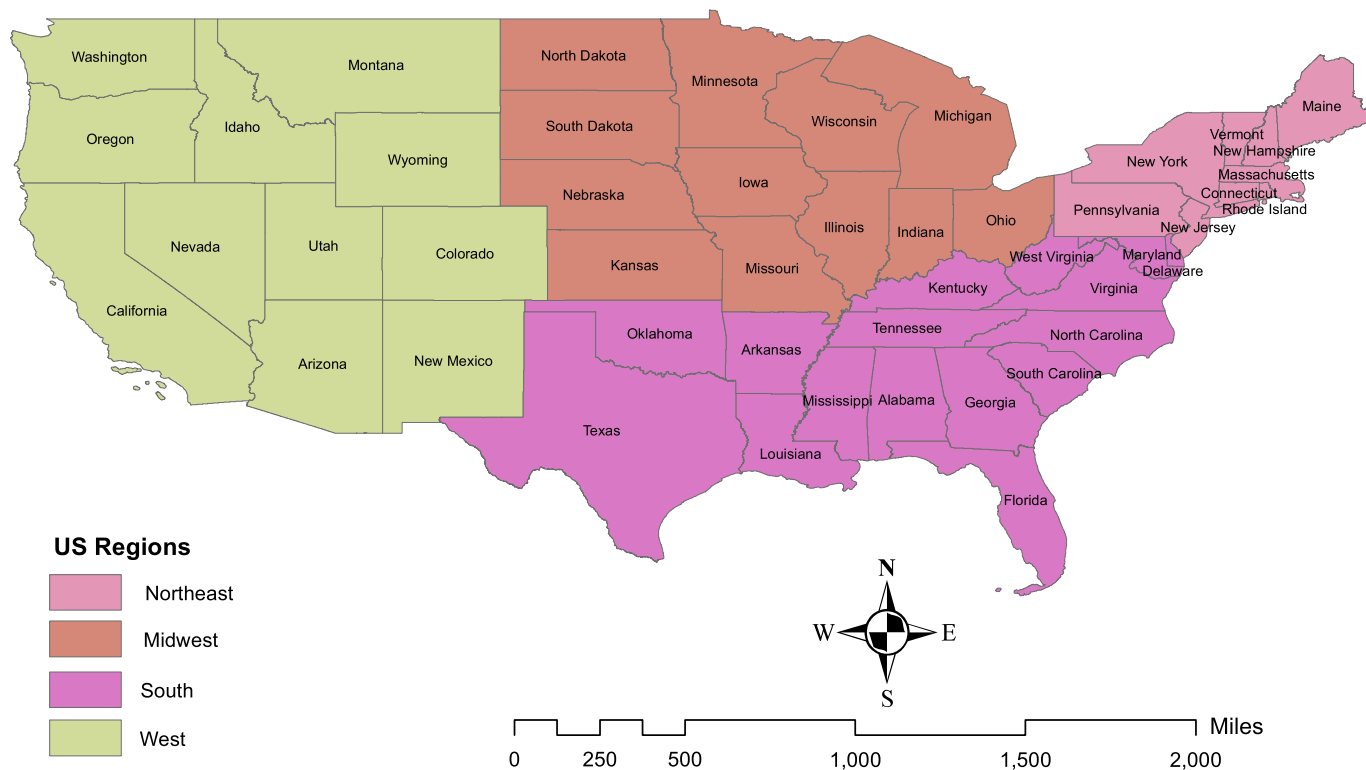 Washington
Montana
North Dakota
Minnesota
Maine
Oregon
Idaho
South Dakota
Wisconsin
Michigan
Vermont
New Hampshire
Wyoming
New York
Massachusetts
Nebraska
Iowa
Connecticut
Rhode Island
Pennsylvania
New Jersey
Nevada
Utah
Colorado
Kansas
Missouri
Illinois
Indiana
Ohio
West Virginia
Maryland
Delaware
California
Kentucky
Virginia
Arizona
New Mexico
Oklahoma
Arkansas
Tennessee
North Carolina
South Carolina
Mississippi
Alabama
Georgia
Texas
Louisiana
Florida
US Regions
Northeast
Midwest
South
West
N
W
E
S
Miles
0 250 500 1,000 1,500 2,000